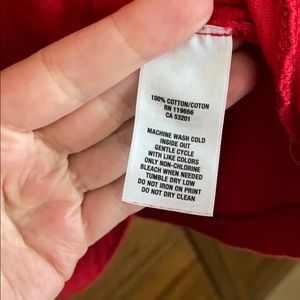 100% COTTON/COTON
RN 119666
CA 53201
MACHINE WASH COLD
INSIDE OUT
GENTLE CYCLE
WITH LIKE COLORS
ONLY NON-CHLORINE
BLEACH WHEN NEEDED
TUMBLE DRY LOW
DO NOT IRON ON PRINT
DO NOT DRY CLEAN